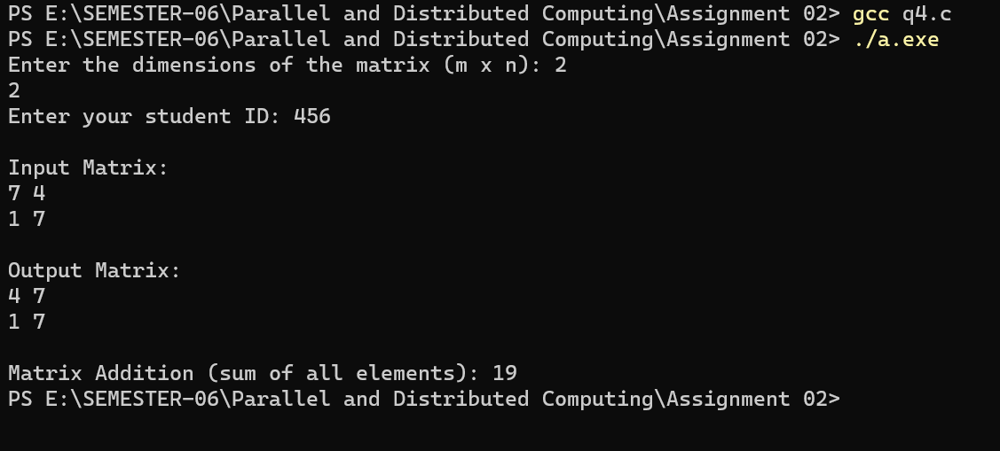 PS E:\SEMESTER-06\Parallel and Distributed Computing\Assignment 02> gcc q4.c
PS E:\SEMESTER-06\Parallel and Distributed Computing\Assignment 02> ./a.exe
Enter the dimensions of the matrix (m x n): 2
2
Enter your student ID: 456
Input Matrix:
7 4
1 7
Output Matrix:
4 7
1 7
Matrix Addition (sum of all elements): 19
PS E:\SEMESTER-06\Parallel and Distributed Computing\Assignment 02>